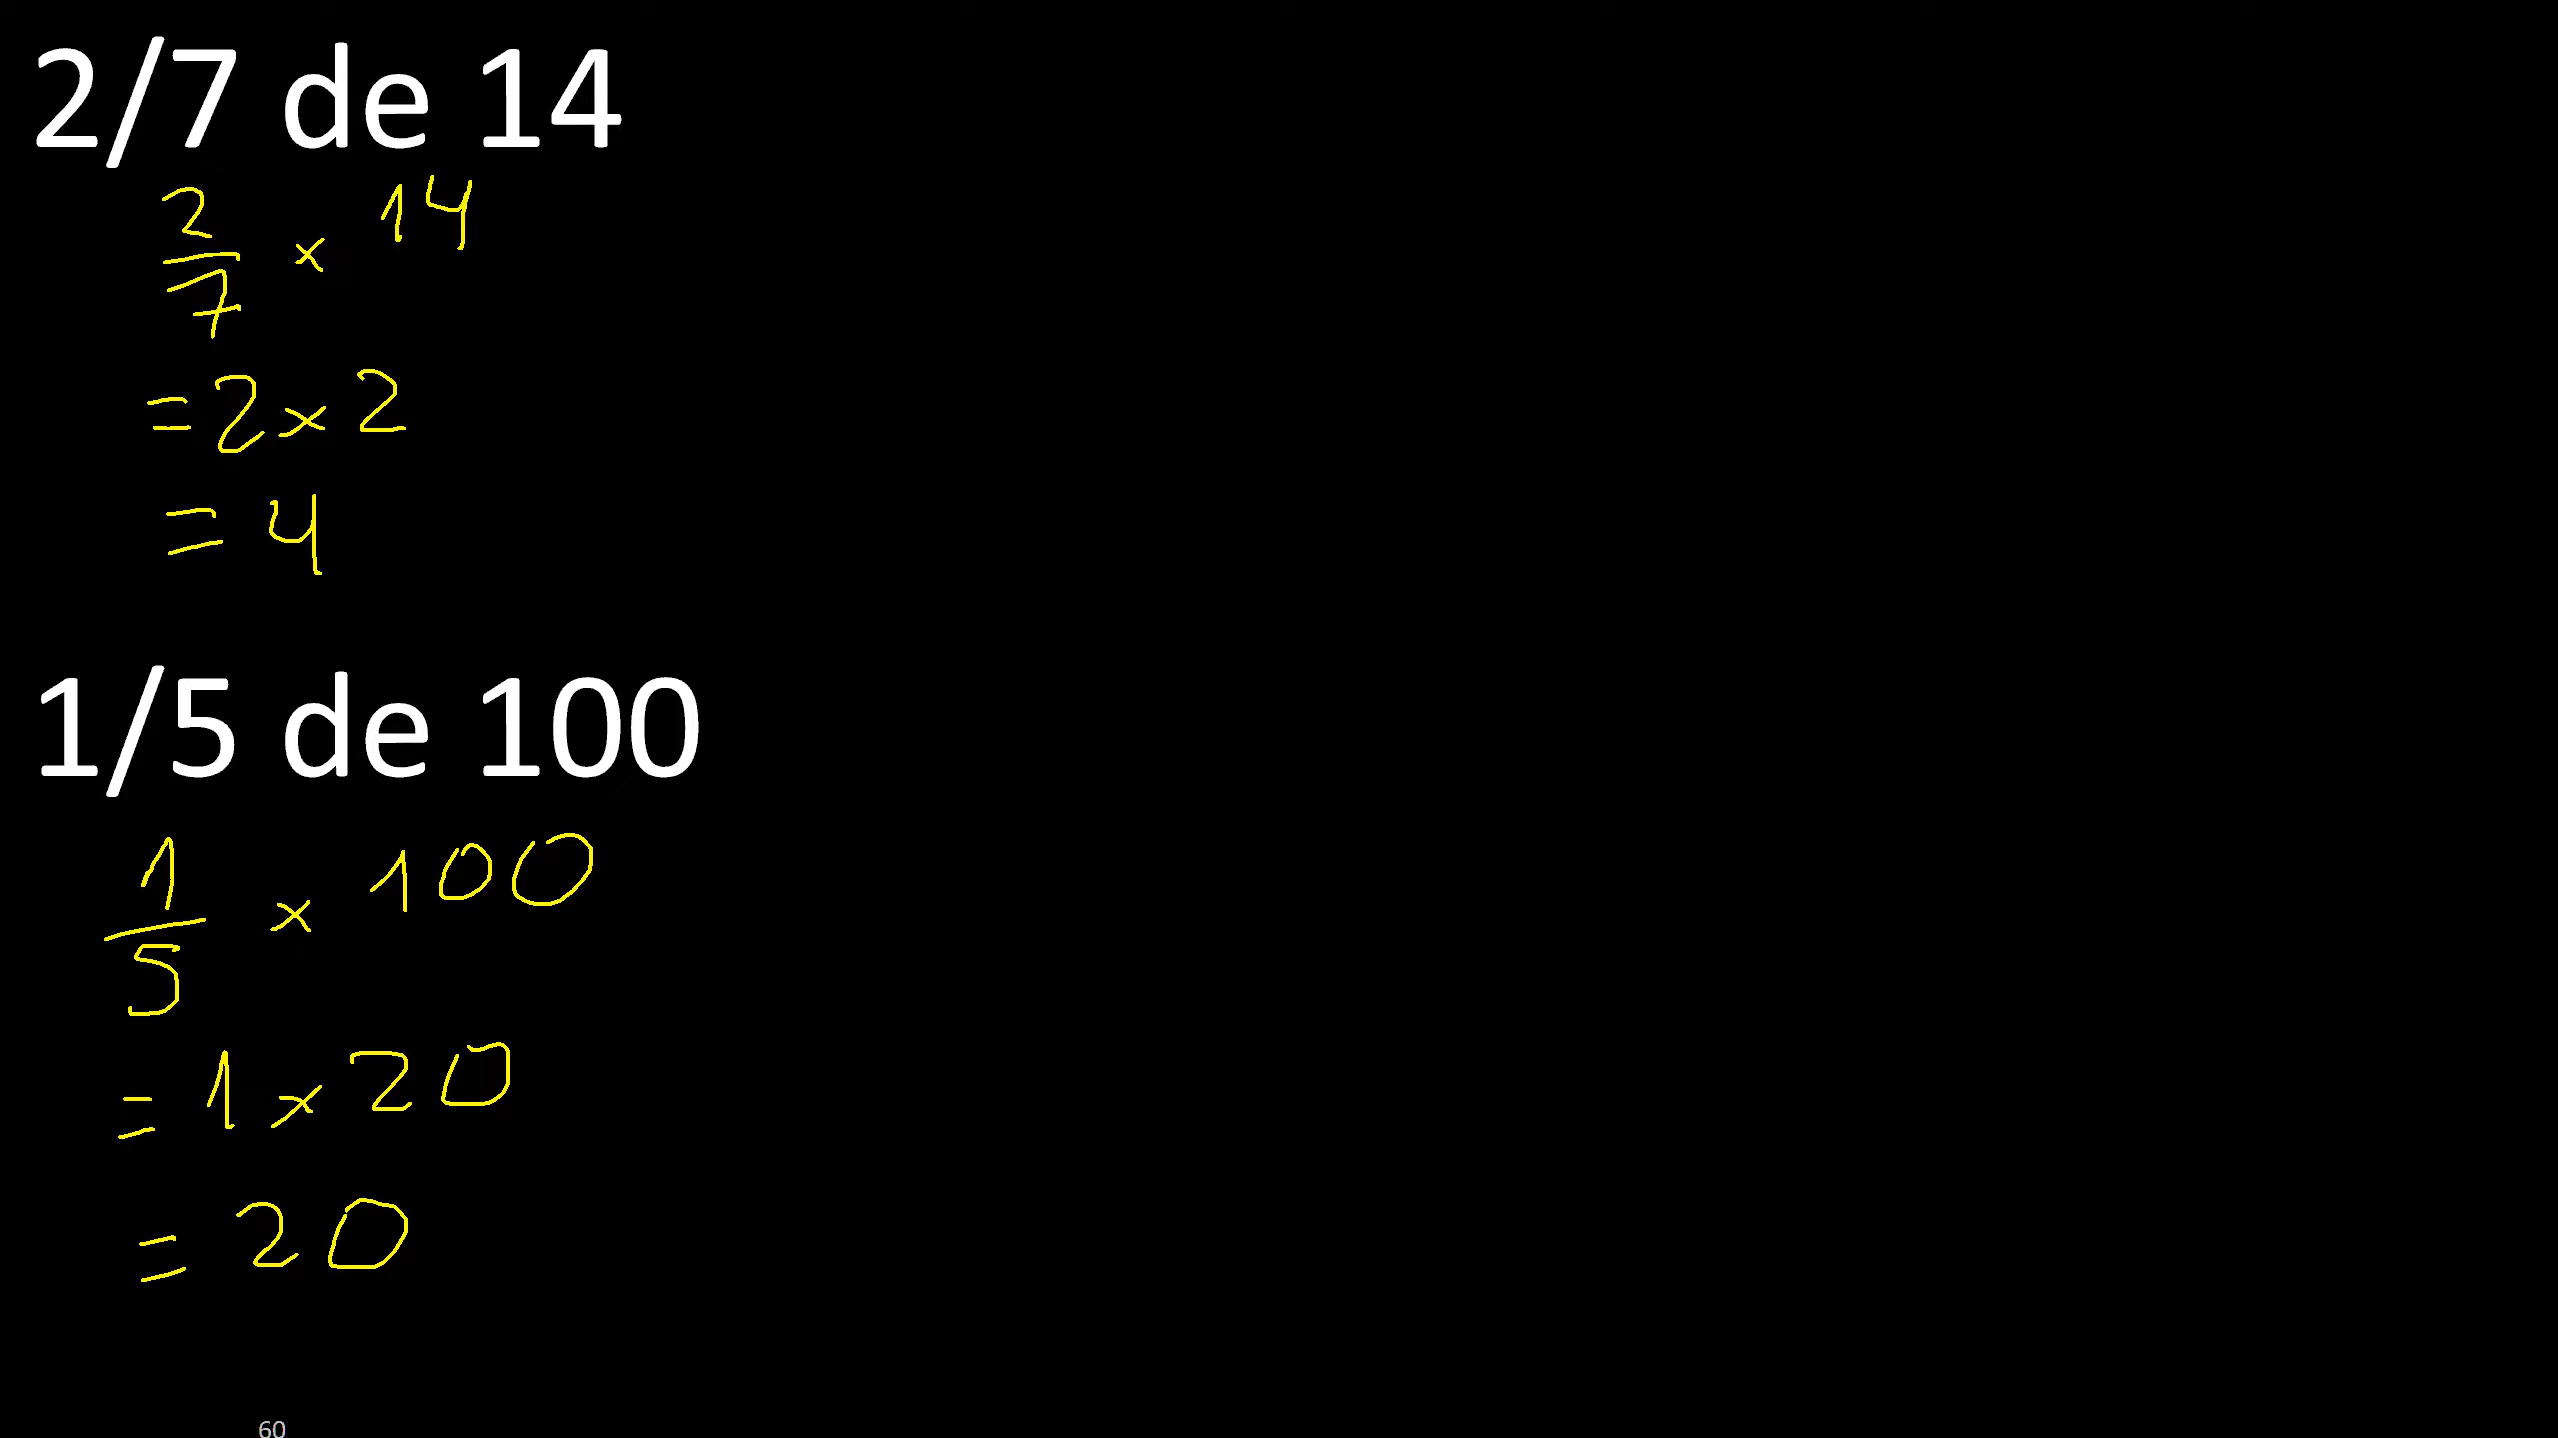 2/7 de 14
2/7 × 14
= 2 × 2
= 4
1/5 de 100
1/5 × 100
= 1 × 20
= 20
60